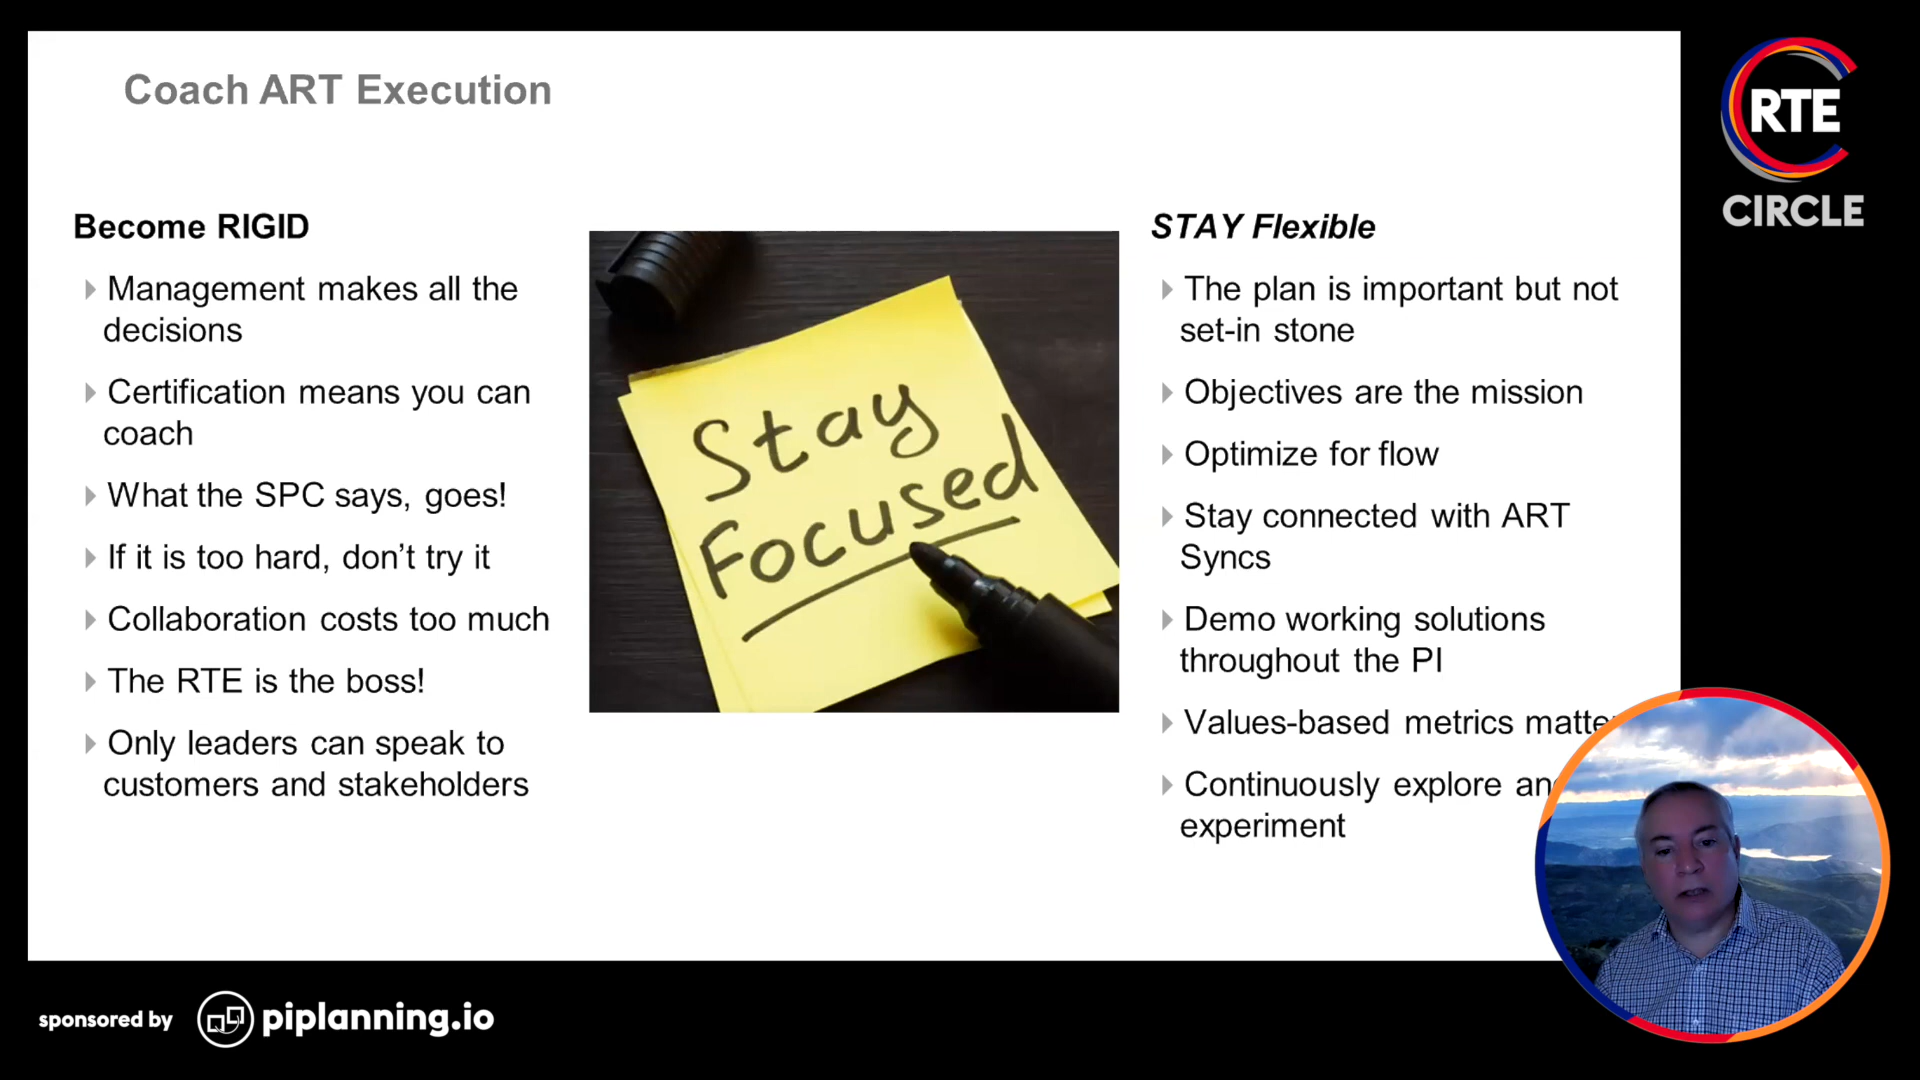 Coach ART Execution
Become RIGID
Management makes all the
decisions
Certification means you can
coach
What the SPC says, goes!
If it is too hard, don’t try it
Collaboration costs too much
The RTE is the boss!
Only leaders can speak to
customers and stakeholders
Stay
Focused
STAY Flexible
The plan is important but not
set-in stone
Objectives are the mission
Optimize for flow
Stay connected with ART
Syncs
Demo working solutions
throughout the PI
Values-based metrics
Continuously explore
experiment
RTE
CIRCLE
sponsored by piplanning.io